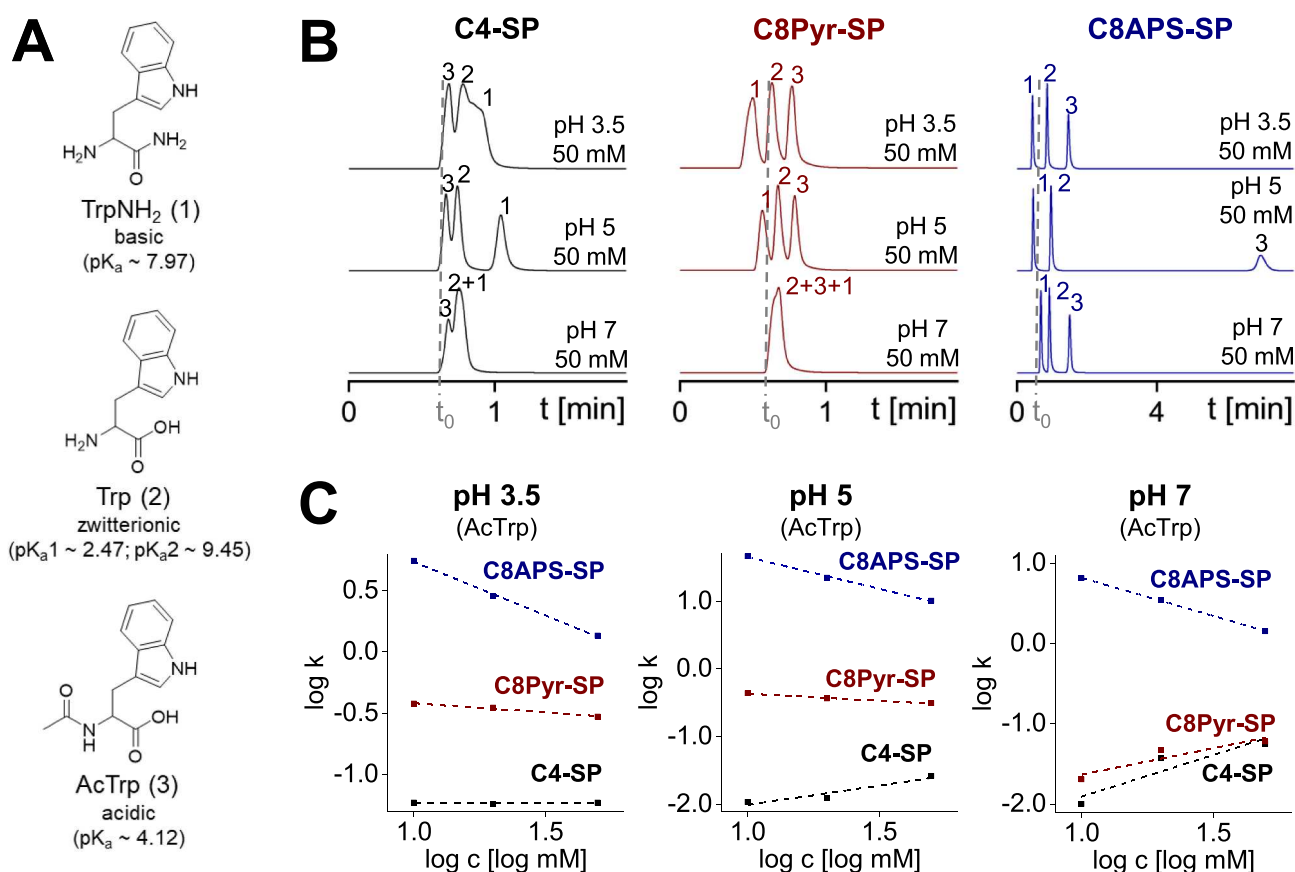 A
NH
NH₂
H₂N
O
TrpNH₂ (1)
basic
(pKₐ ~ 7.97)
NH
OH
H₂N
O
Trp (2)
zwitterionic
(pKₐ1 ~ 2.47; pKₐ2 ~ 9.45)
NH
O
OH
N
H
O
AcTrp (3)
acidic
(pKₐ ~ 4.12)
B
C4-SP
3 2 1
pH 3.5
50 mM
3 2 1
pH 5
50 mM
2+1
3
pH 7
50 mM
0 t₀ 1 t [min]
C8Pyr-SP
1 2 3
pH 3.5
50 mM
1 2 3
pH 5
50 mM
2+3+1
pH 7
50 mM
0 t₀ 1 t [min]
C8APS-SP
1 2 3
pH 3.5
50 mM
1 2 3
pH 5
50 mM
1 2 3
pH 7
50 mM
0 t₀ 4 t [min]
C
pH 3.5
(AcTrp)
log k
0.5
0.0
-0.5
-1.0
C8APS-SP
C8Pyr-SP
C4-SP
1.0 1.5
log c [log mM]
pH 5
(AcTrp)
log k
1.0
0.0
-1.0
-2.0
C8APS-SP
C8Pyr-SP
C4-SP
1.0 1.5
log c [log mM]
pH 7
(AcTrp)
log k
1.0
0.0
-1.0
-2.0
C8APS-SP
C8Pyr-SP
C4-SP
1.0 1.5
log c [log mM]